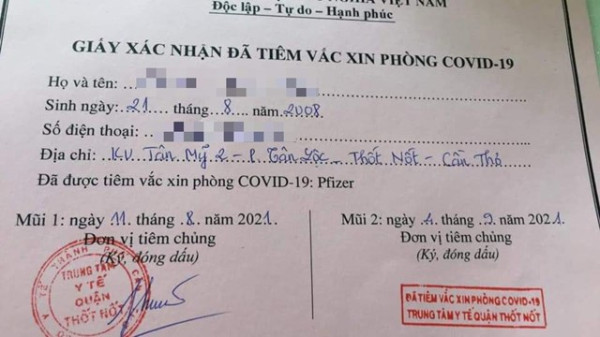 NGHĨA VIỆT NAM
Độc lập – Tự do – Hạnh phúc
GIẤY XÁC NHẬN ĐÃ TIÊM VẮC XIN PHÒNG COVID-19
Họ và tên:
Sinh ngày: 21 tháng 8 năm 2008
Số điện thoại:
Địa chỉ: KV Tân Mỹ 2 – P. Tân Lộc – Thốt Nốt – Cần Thơ
Đã được tiêm vắc xin phòng COVID-19: Pfizer
Mũi 1: ngày 11 tháng 8 năm 2021
Đơn vị tiêm chủng
(Ký, đóng dấu)
TRUNG TÂM
Y TẾ
QUẬN
THỐT NỐT
Mũi 2: ngày 1 tháng 9 năm 2021
Đơn vị tiêm chủng
(Ký, đóng dấu)
ĐÃ TIÊM VẮC XIN PHÒNG COVID-19
TRUNG TÂM Y TẾ QUẬN THỐT NỐT